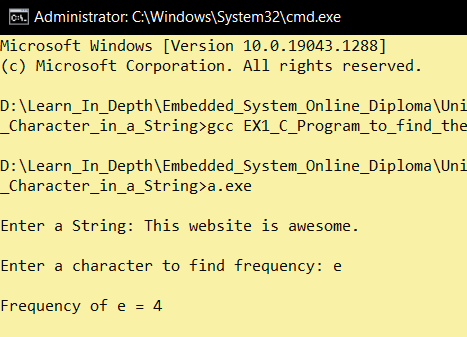 Administrator: C:\Windows\System32\cmd.exe
Microsoft Windows [Version 10.0.19043.1288]
(c) Microsoft Corporation. All rights reserved.
D:\Learn_In_Depth\Embedded_System_Online_Diploma\Uni
_Character_in_a_String>gcc EX1_C_Program_to_find_the
D:\Learn_In_Depth\Embedded_System_Online_Diploma\Uni
_Character_in_a_String>a.exe
Enter a String: This website is awesome.
Enter a character to find frequency: e
Frequency of e = 4